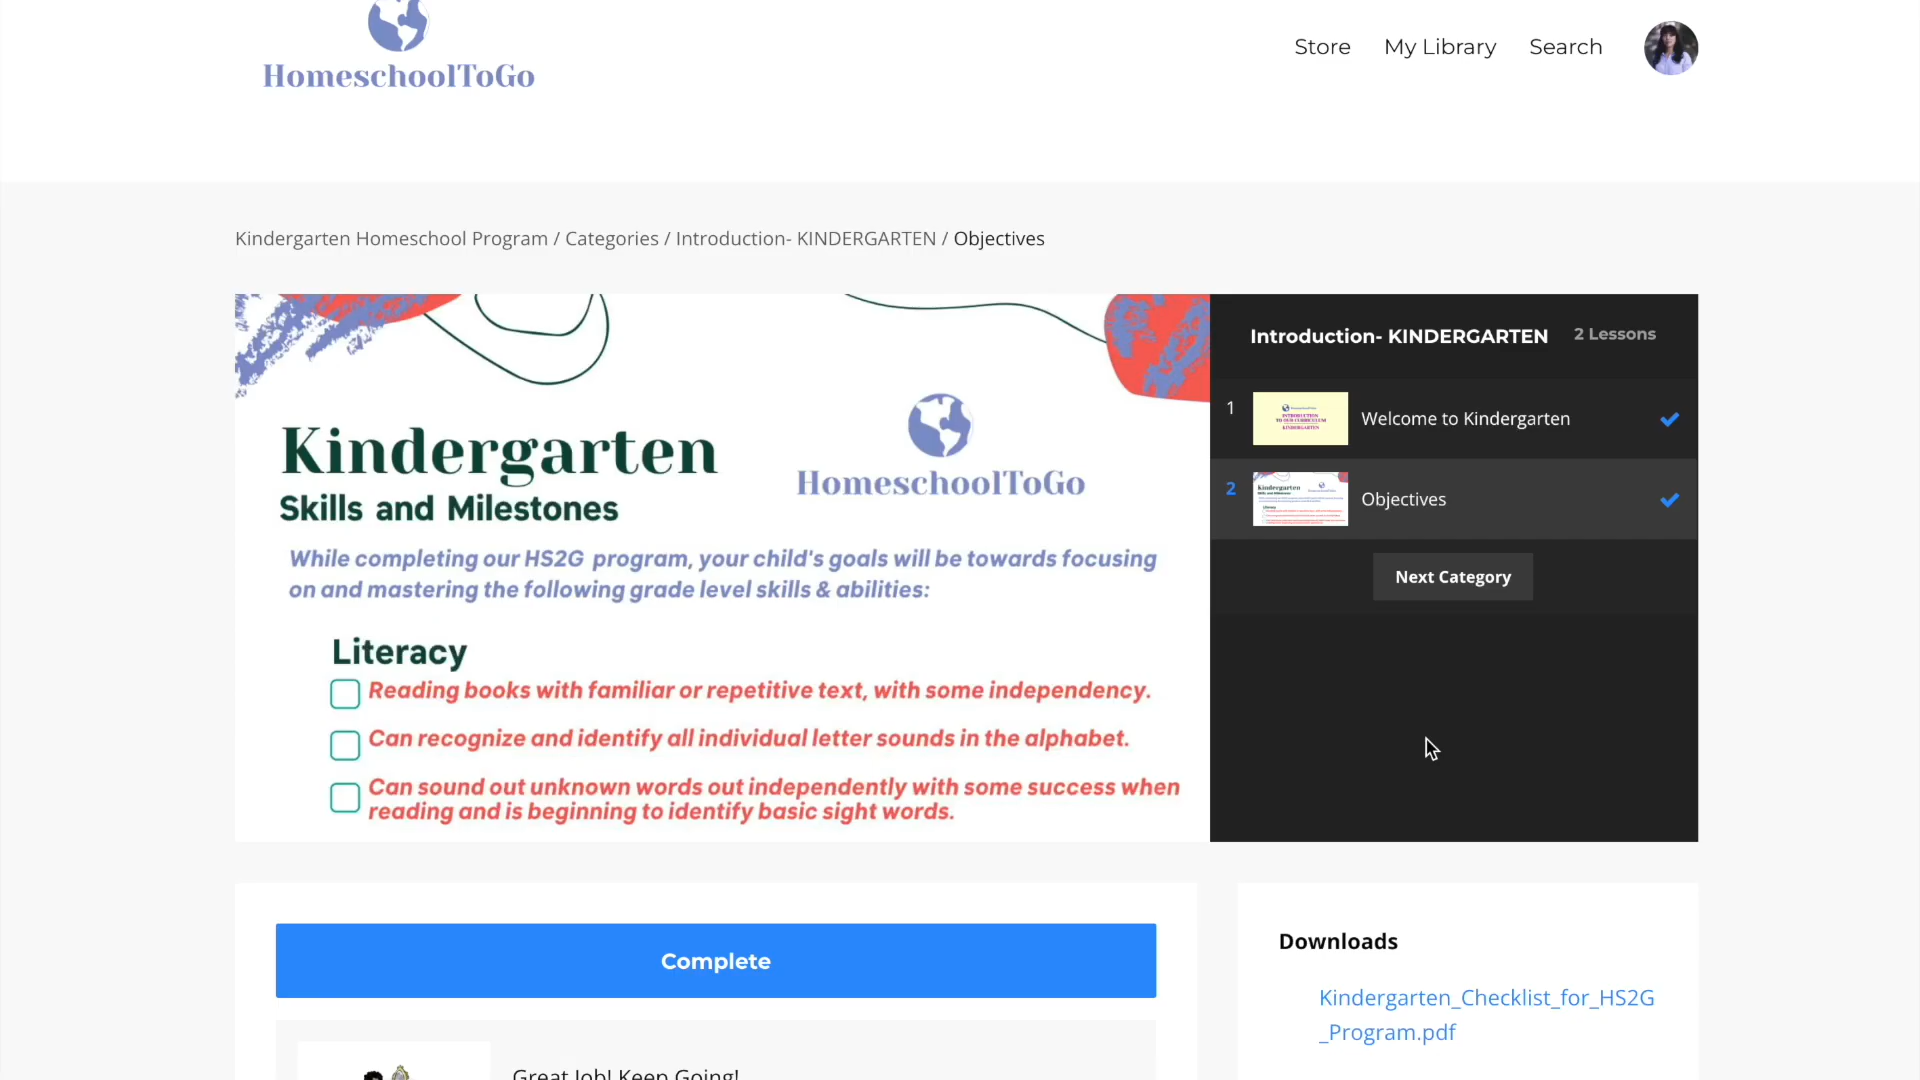 HomeschoolToGo
Store
My Library
Search
Kindergarten Homeschool Program / Categories / Introduction- KINDERGARTEN / Objectives
Kindergarten
Skills and Milestones
HomeschoolToGo
While completing our HS2G program, your child's goals will be towards focusing
on and mastering the following grade level skills & abilities:
Literacy
Reading books with familiar or repetitive text, with some independency.
Can recognize and identify all individual letter sounds in the alphabet.
Can sound out unknown words out independently with some success when
reading and is beginning to identify basic sight words.
Introduction- KINDERGARTEN
2 Lessons
1
Welcome to Kindergarten
2
Objectives
Next Category
Complete
Great Job! Keep Going!
Downloads
Kindergarten_Checklist_for_HS2G
_Program.pdf